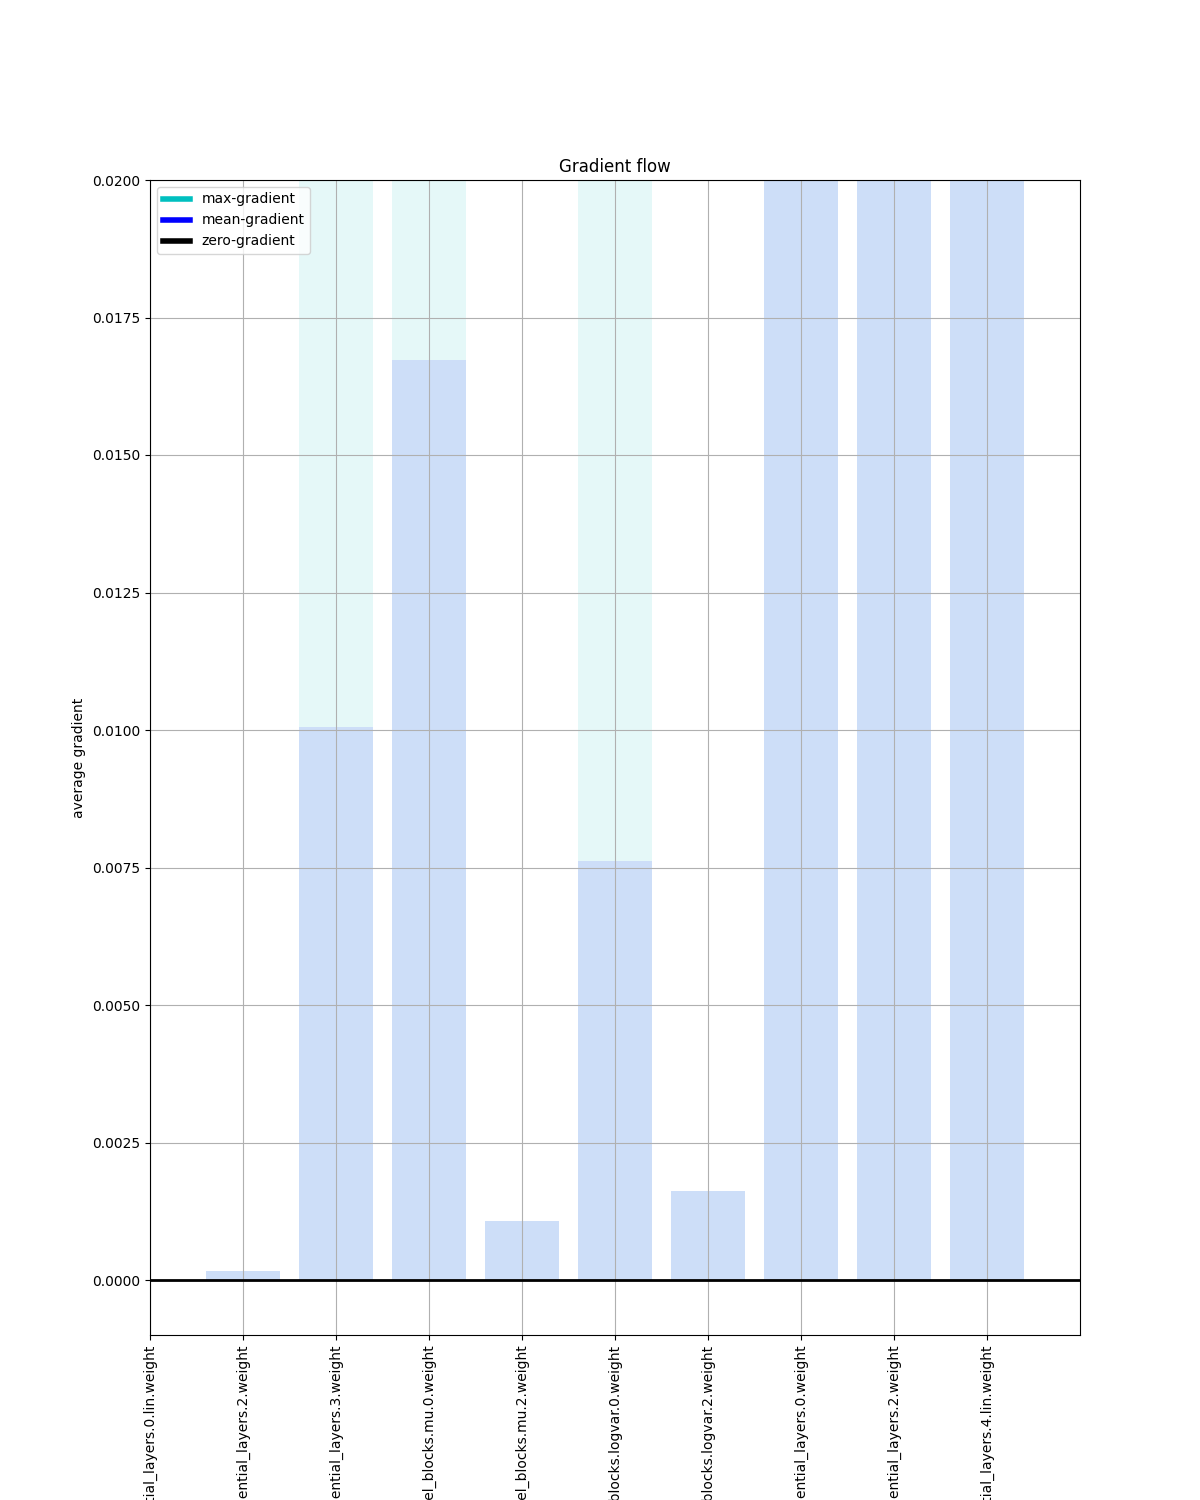 Gradient flow
max-gradient
mean-gradient
zero-gradient
0.0200
0.0175
0.0150
0.0125
0.0100
0.0075
0.0050
0.0025
0.0000
average gradient
tial_layers.0.lin.weight
ential_layers.2.weight
ential_layers.3.weight
el_blocks.mu.0.weight
el_blocks.mu.2.weight
blocks.logvar.0.weight
blocks.logvar.2.weight
ential_layers.0.weight
ential_layers.2.weight
tial_layers.4.lin.weight